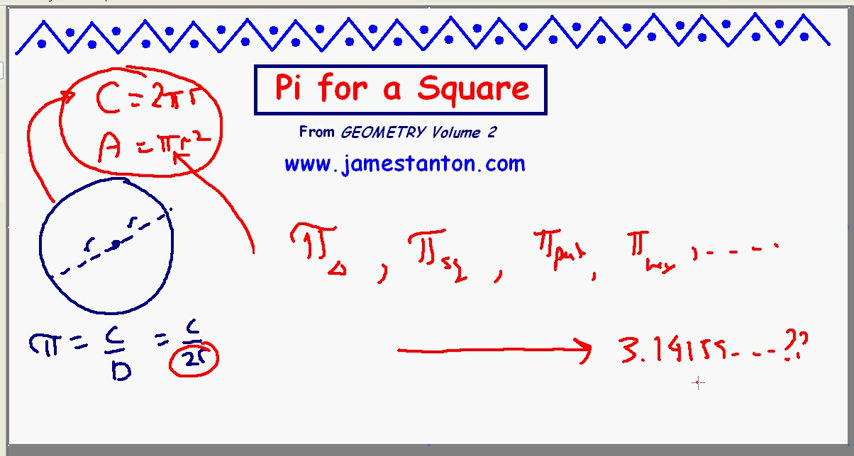 Pi for a Square
From GEOMETRY Volume 2
www.jamestanton.com
C = 2πr
A = πr²
r r
π = C/D = C/2r
π△, πsq, πpent, πhex, ....
→ 3.14159...??